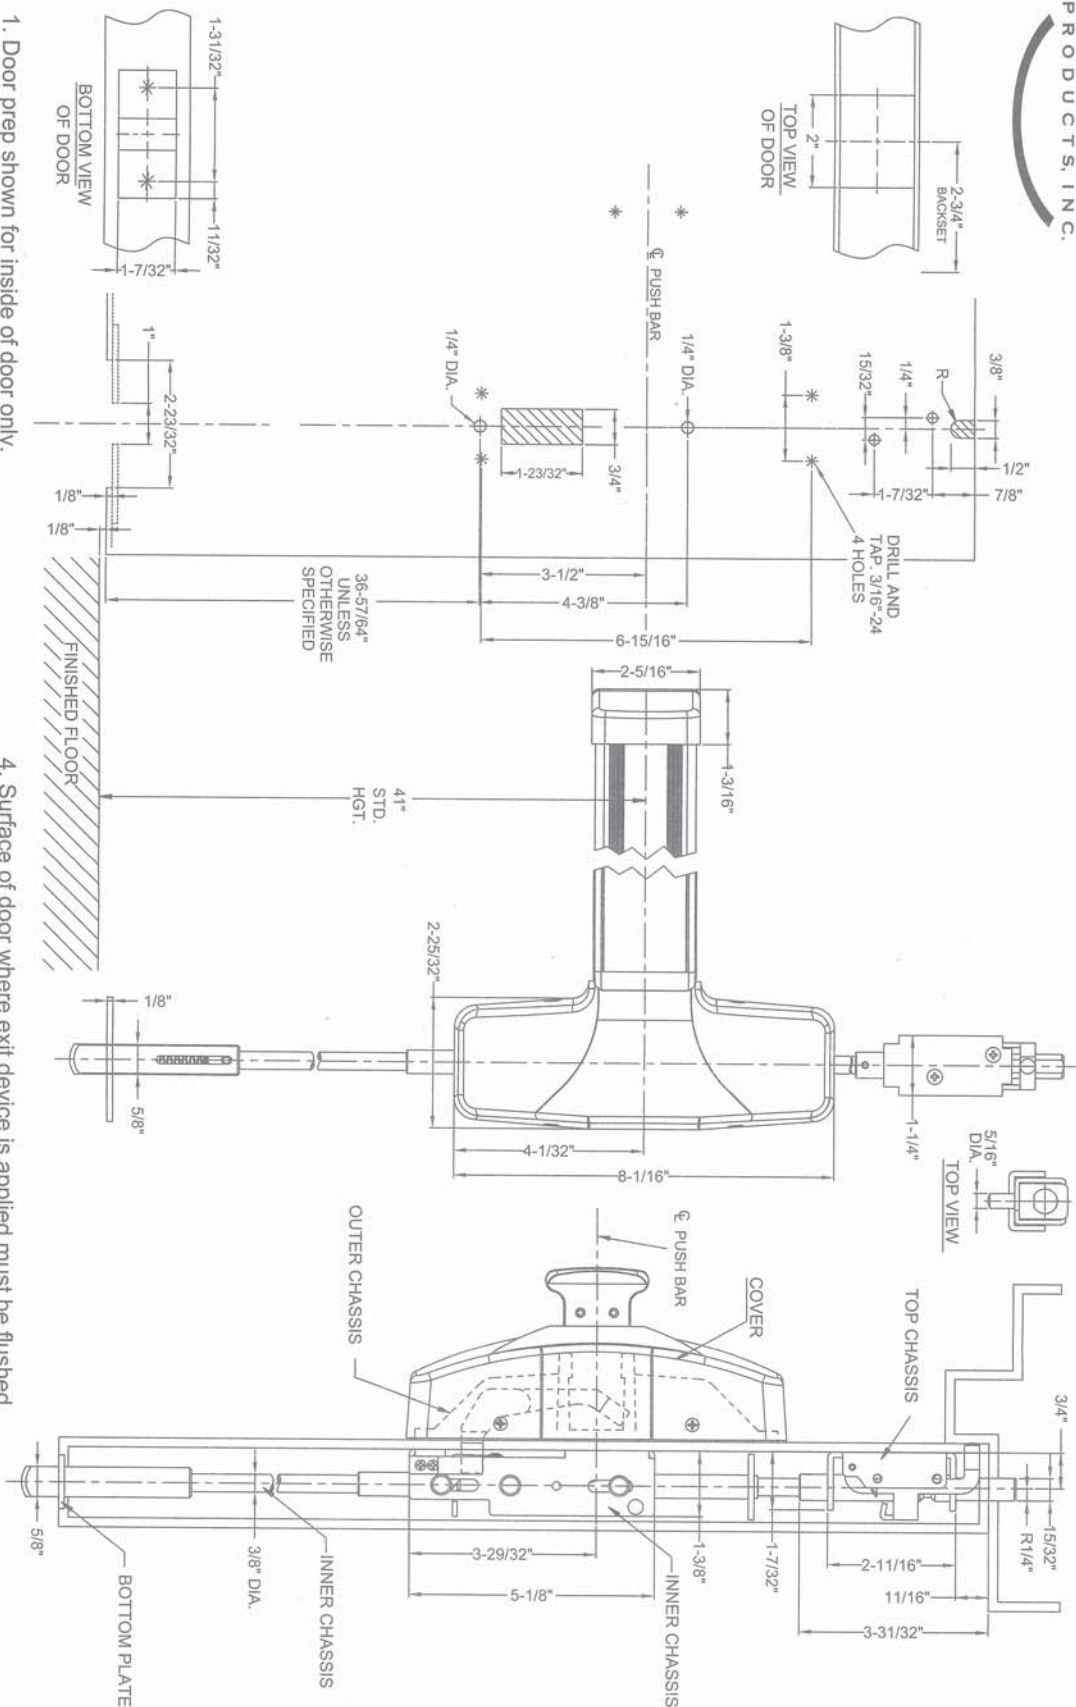 PRODUCTS, INC.
2-3/4"
BACKSET
2"
TOP VIEW
OF DOOR
1-31/32"
11/32"
1-7/32"
BOTTOM VIEW
OF DOOR
3/8"
R
1/4"
15/32"
1-3/8"
1/2"
7/8"
1-7/32"
DRILL AND
TAP. 3/16"-24
4 HOLES
℄ PUSH BAR
1/4" DIA.
1/4" DIA.
3/4"
1-23/32"
3-1/2"
4-3/8"
6-15/16"
36-57/64"
UNLESS
OTHERWISE
SPECIFIED
1"
2-23/32"
1/8"
1/8"
FINISHED FLOOR
2-5/16"
1-3/16"
41"
STD.
HGT.
2-25/32"
1/8"
5/8"
4-1/32"
8-1/16"
1-1/4"
5/16"
DIA.
TOP VIEW
℄ PUSH BAR
COVER
TOP CHASSIS
OUTER CHASSIS
3/4"
15/32"
R1/4"
2-11/16"
11/16"
3-31/32"
1-7/32"
1-3/8"
INNER CHASSIS
3-29/32"
5-1/8"
INNER CHASSIS
3/8" DIA.
BOTTOM PLATE
5/8"
1. Door prep shown for inside of door only.
4. Surface of door where exit device is applied must be flushed